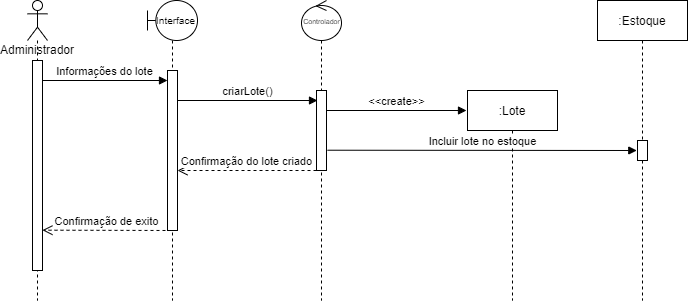 Interface
Controlador
:Estoque
Administrador
Informações do lote
criarLote()
<<create>>
:Lote
Incluir lote no estoque
Confirmação do lote criado
Confirmação de exito